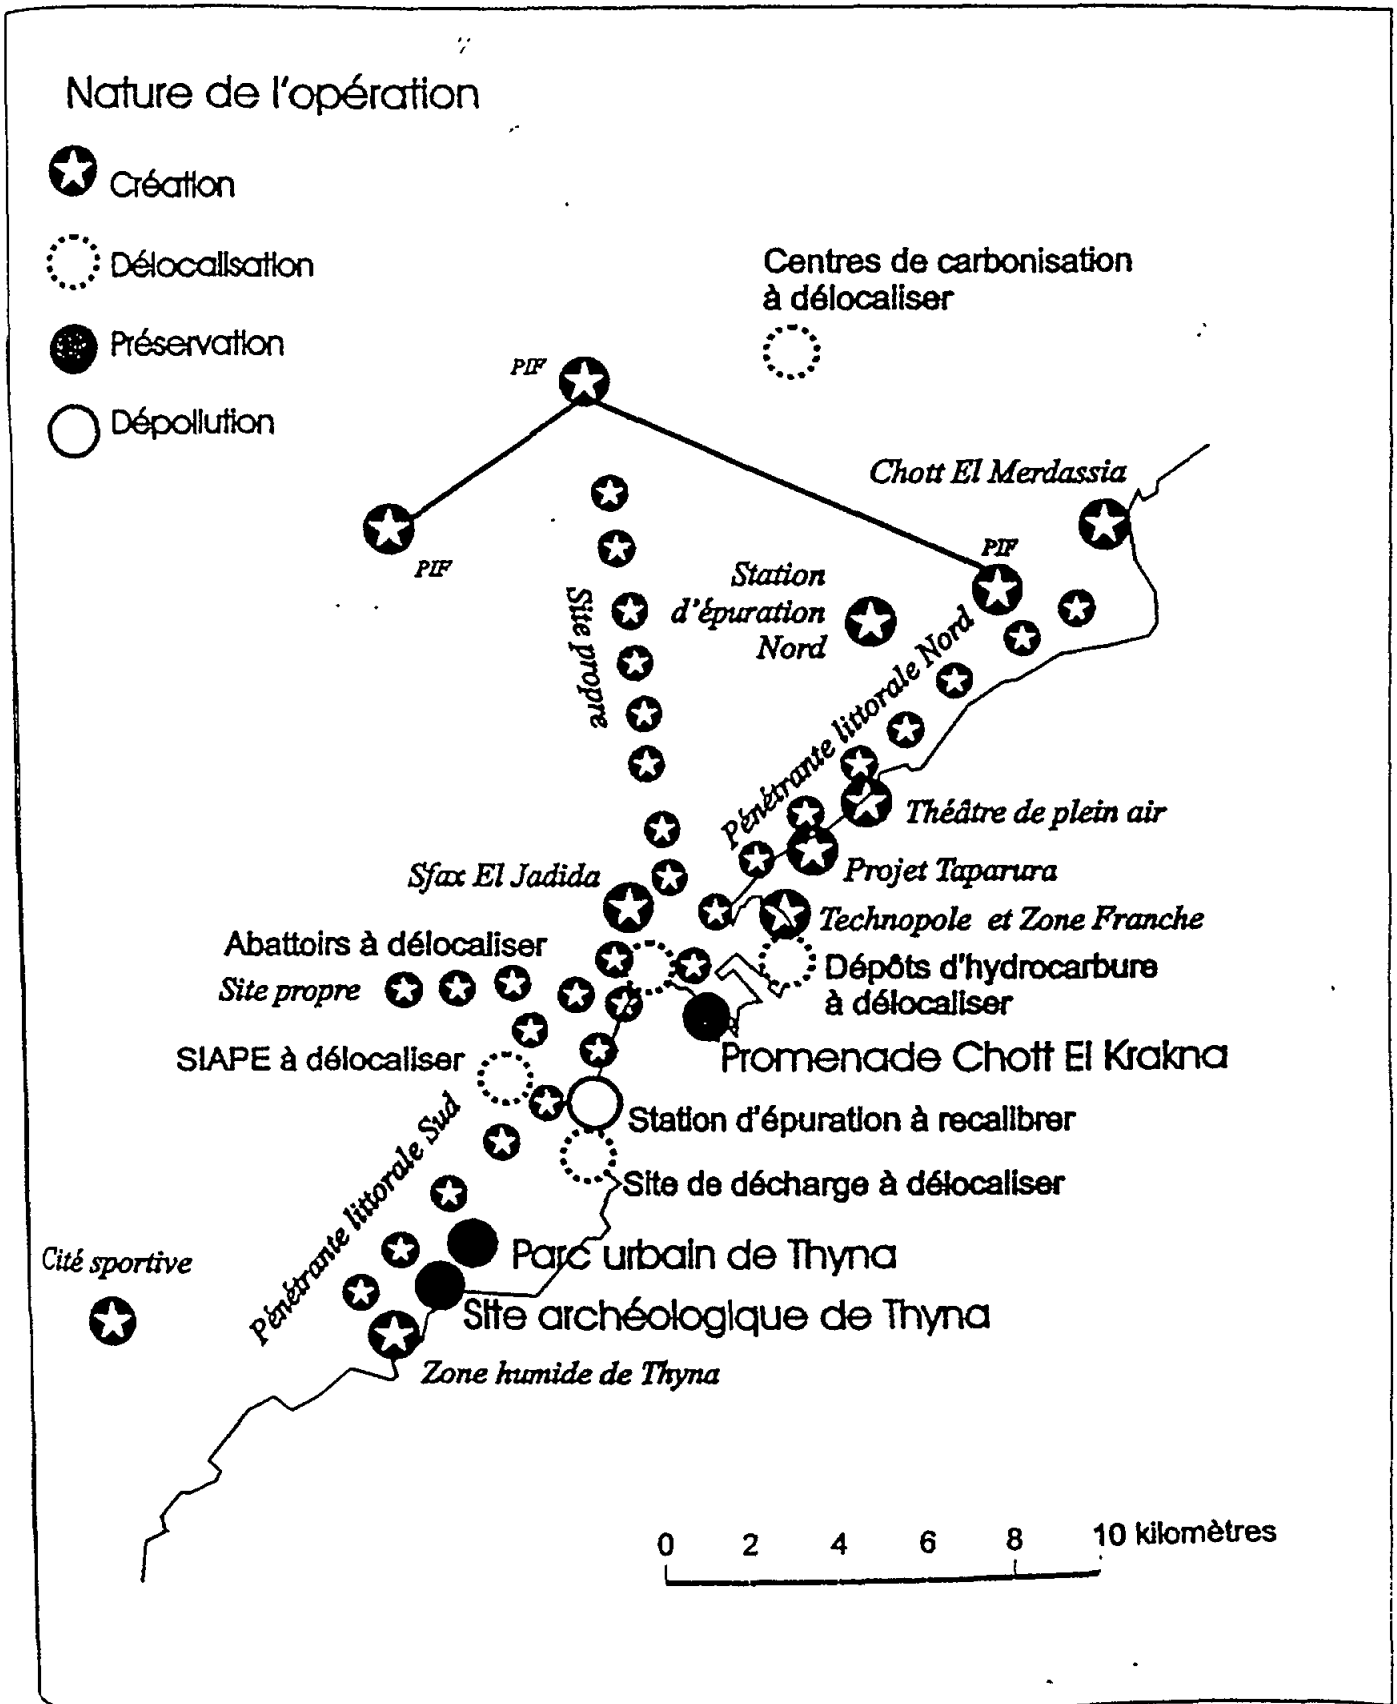 Nature de l'opération
Création
Délocalisation
Préservation
Dépollution
Centres de carbonisation
à délocaliser
PIF
PIF
Chott El Merdassia
PIF
Station
d'épuration
Nord
Site propre
Pénétrante littorale Nord
Théâtre de plein air
Projet Taparura
Sfax El Jadida
Technopole et Zone Franche
Abattoirs à délocaliser
Site propre
Dépôts d'hydrocarbure
à délocaliser
SIAPE à délocaliser
Promenade Chott El Krakna
Station d'épuration à recalibrer
Pénétrante littorale Sud
Site de décharge à délocaliser
Cité sportive
Parc urbain de Thyna
Site archéologique de Thyna
Zone humide de Thyna
0 2 4 6 8 10 kilomètres